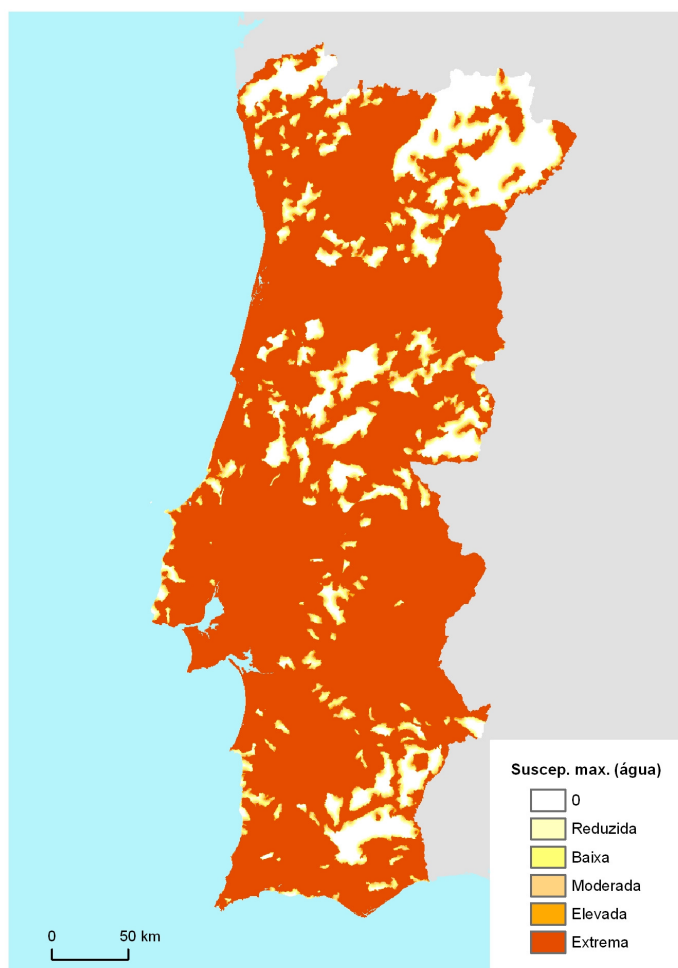 Suscep. max. (água)
0
Reduzida
Baixa
Moderada
Elevada
Extrema
0 50 km